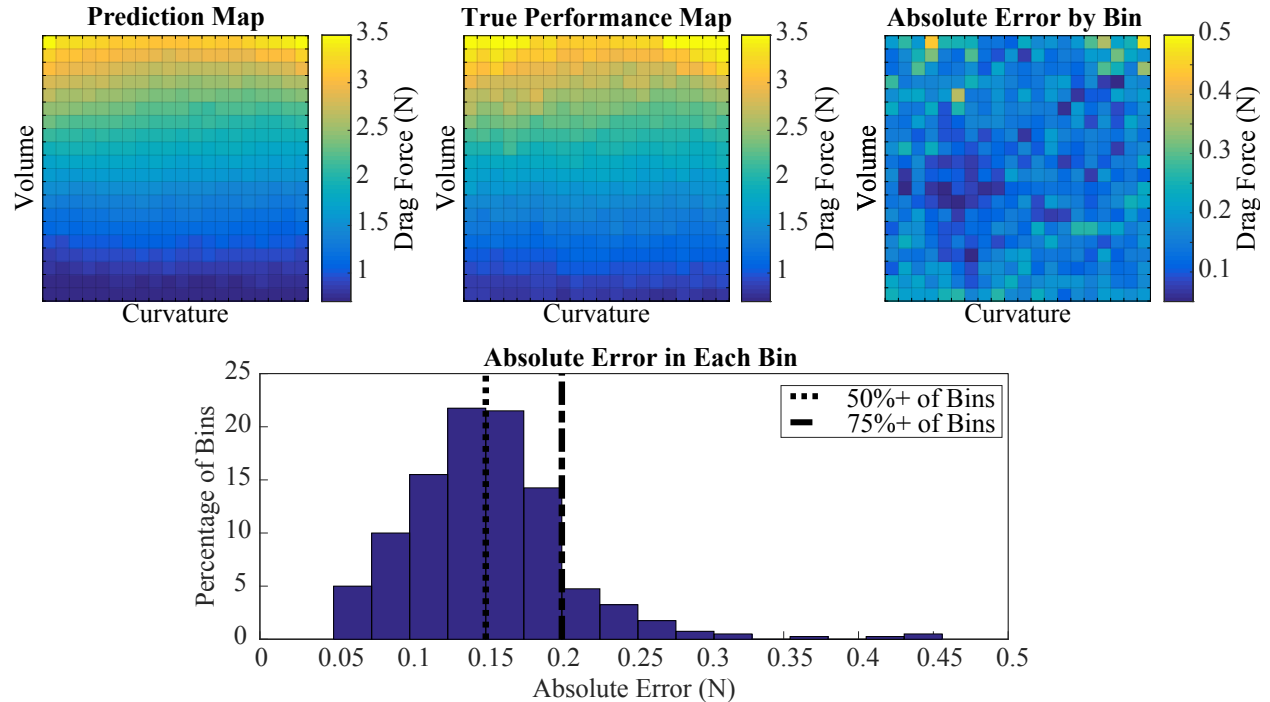 Prediction Map
True Performance Map
Absolute Error by Bin
Volume
Curvature
3.5
3
2.5
2
1.5
1
Drag Force (N)
Volume
Curvature
3.5
3
2.5
2
1.5
1
Drag Force (N)
Volume
Curvature
0.5
0.4
0.3
0.2
0.1
Drag Force (N)
Absolute Error in Each Bin
Percentage of Bins
25
20
15
10
5
0
50%+ of Bins
75%+ of Bins
0 0.05 0.1 0.15 0.2 0.25 0.3 0.35 0.4 0.45 0.5
Absolute Error (N)